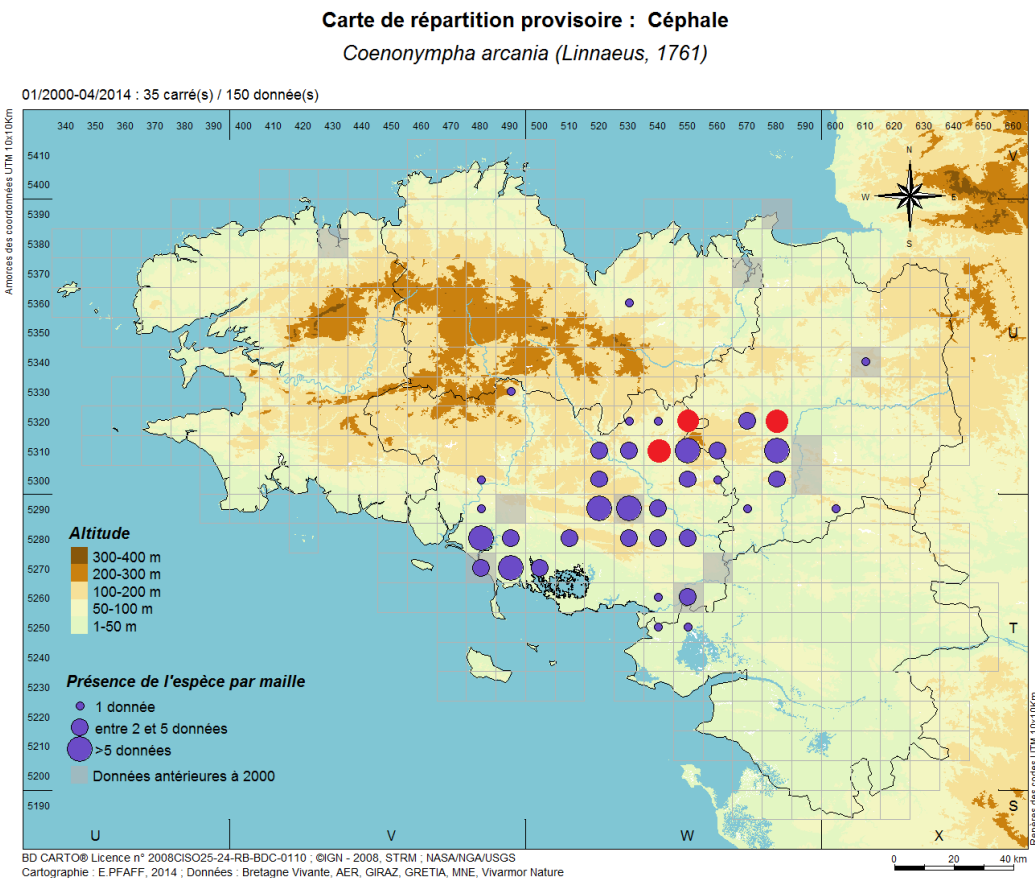 Carte de répartition provisoire : Céphale
Coenonympha arcania (Linnaeus, 1761)
01/2000-04/2014 : 35 carré(s) / 150 donnée(s)
Amorces des coordonnées UTM 10x10Km
340 350 360 370 380 390 400 410 420 430 440 450 460 470 480 490 500 510 520 530 540 550 560 570 580 590 600 610 620 630 640 650 660
N
W E
S
5410
5400
5390
5380
5370
5360
5350
5340
5330
5320
5310
5300
5290
5280
5270
5260
5250
5240
5230
5220
5210
5200
5190
V
U
T
S
Altitude
300-400 m
200-300 m
100-200 m
50-100 m
1-50 m
Présence de l'espèce par maille
1 donnée
entre 2 et 5 données
>5 données
Données antérieures à 2000
U V W X
Repères des codes UTM 10x10Km
BD CARTO® Licence n° 2008CISO25-24-RB-BDC-0110 ; ©IGN - 2008, STRM ; NASA/NGA/USGS
Cartographie : E.PFAFF, 2014 ; Données : Bretagne Vivante, AER, GIRAZ, GRETIA, MNE, Vivarmor Nature
0 20 40 km